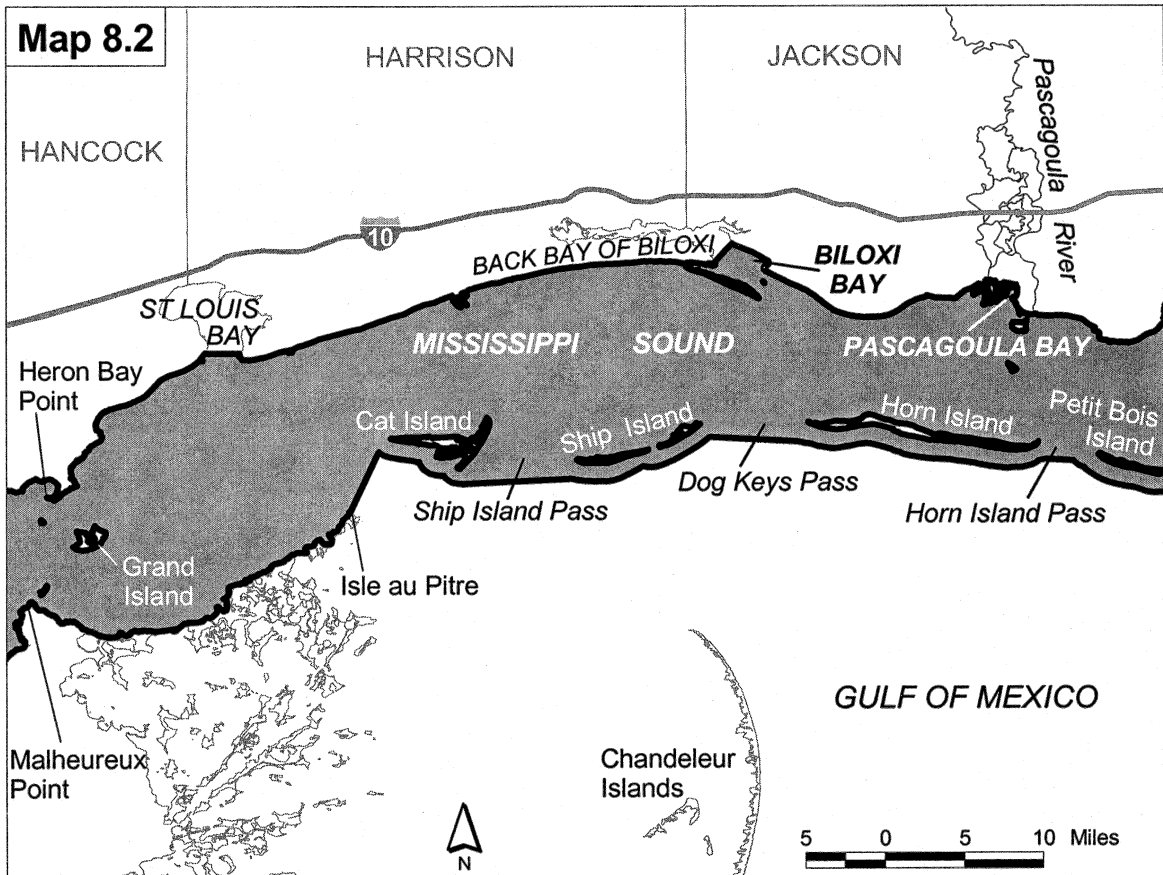 Map 8.2
HARRISON
JACKSON
HANCOCK
Pascagoula
River
10
BACK BAY OF BILOXI
BILOXI
BAY
ST LOUIS
BAY
MISSISSIPPI SOUND
PASCAGOULA BAY
Heron Bay
Point
Cat Island
Ship Island
Horn Island
Petit Bois
Island
Ship Island Pass
Dog Keys Pass
Horn Island Pass
Grand
Island
Isle au Pitre
Malheureux
Point
GULF OF MEXICO
Chandeleur
Islands
N
5 0 5 10 Miles